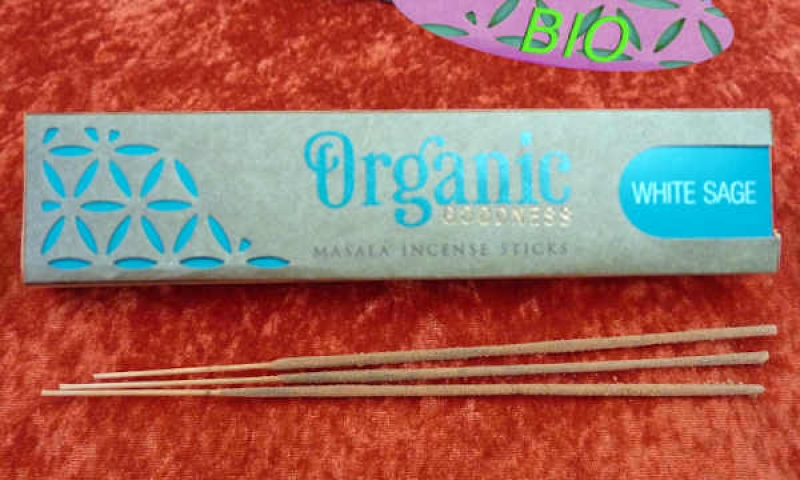 BIO
Organic
GOODNESS
WHITE SAGE
MASALA INCENSE STICKS